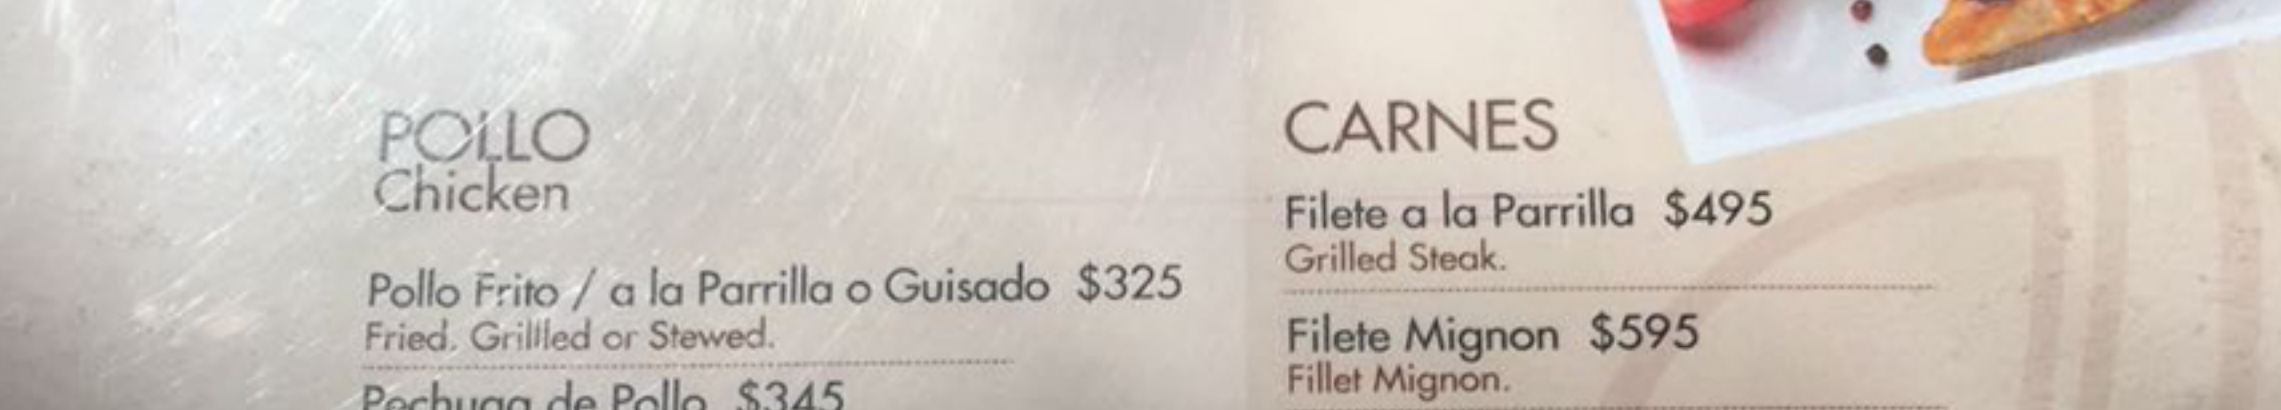 POLLO
Chicken
Pollo Frito / a la Parrilla o Guisado $325
Fried. Grillled or Stewed.
Pechuga de Pollo $345
CARNES
Filete a la Parrilla $495
Grilled Steak.
Filete Mignon $595
Fillet Mignon.